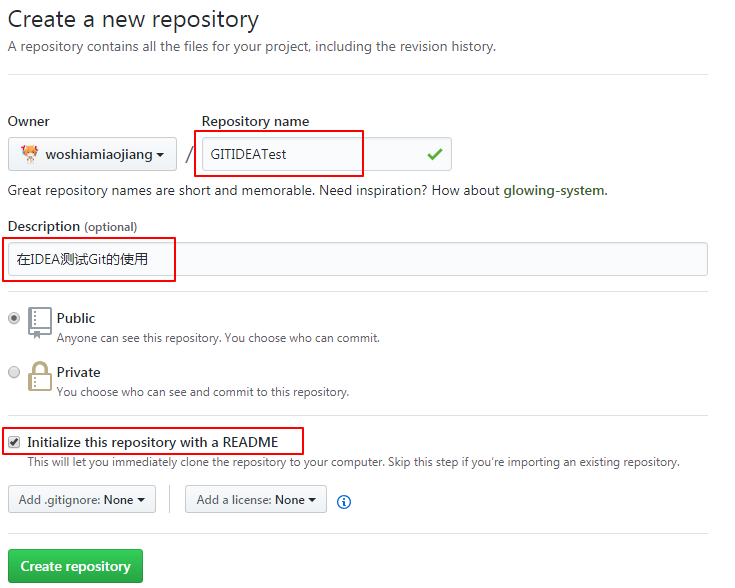 Create a new repository
A repository contains all the files for your project, including the revision history.
Owner
Repository name
woshiamiaojiang
/
GITIDEATest
Great repository names are short and memorable. Need inspiration? How about glowing-system.
Description (optional)
在IDEA测试Git的使用
Public
Anyone can see this repository. You choose who can commit.
Private
You choose who can see and commit to this repository.
Initialize this repository with a README
This will let you immediately clone the repository to your computer. Skip this step if you're importing an existing repository.
Add .gitignore: None
Add a license: None
Create repository